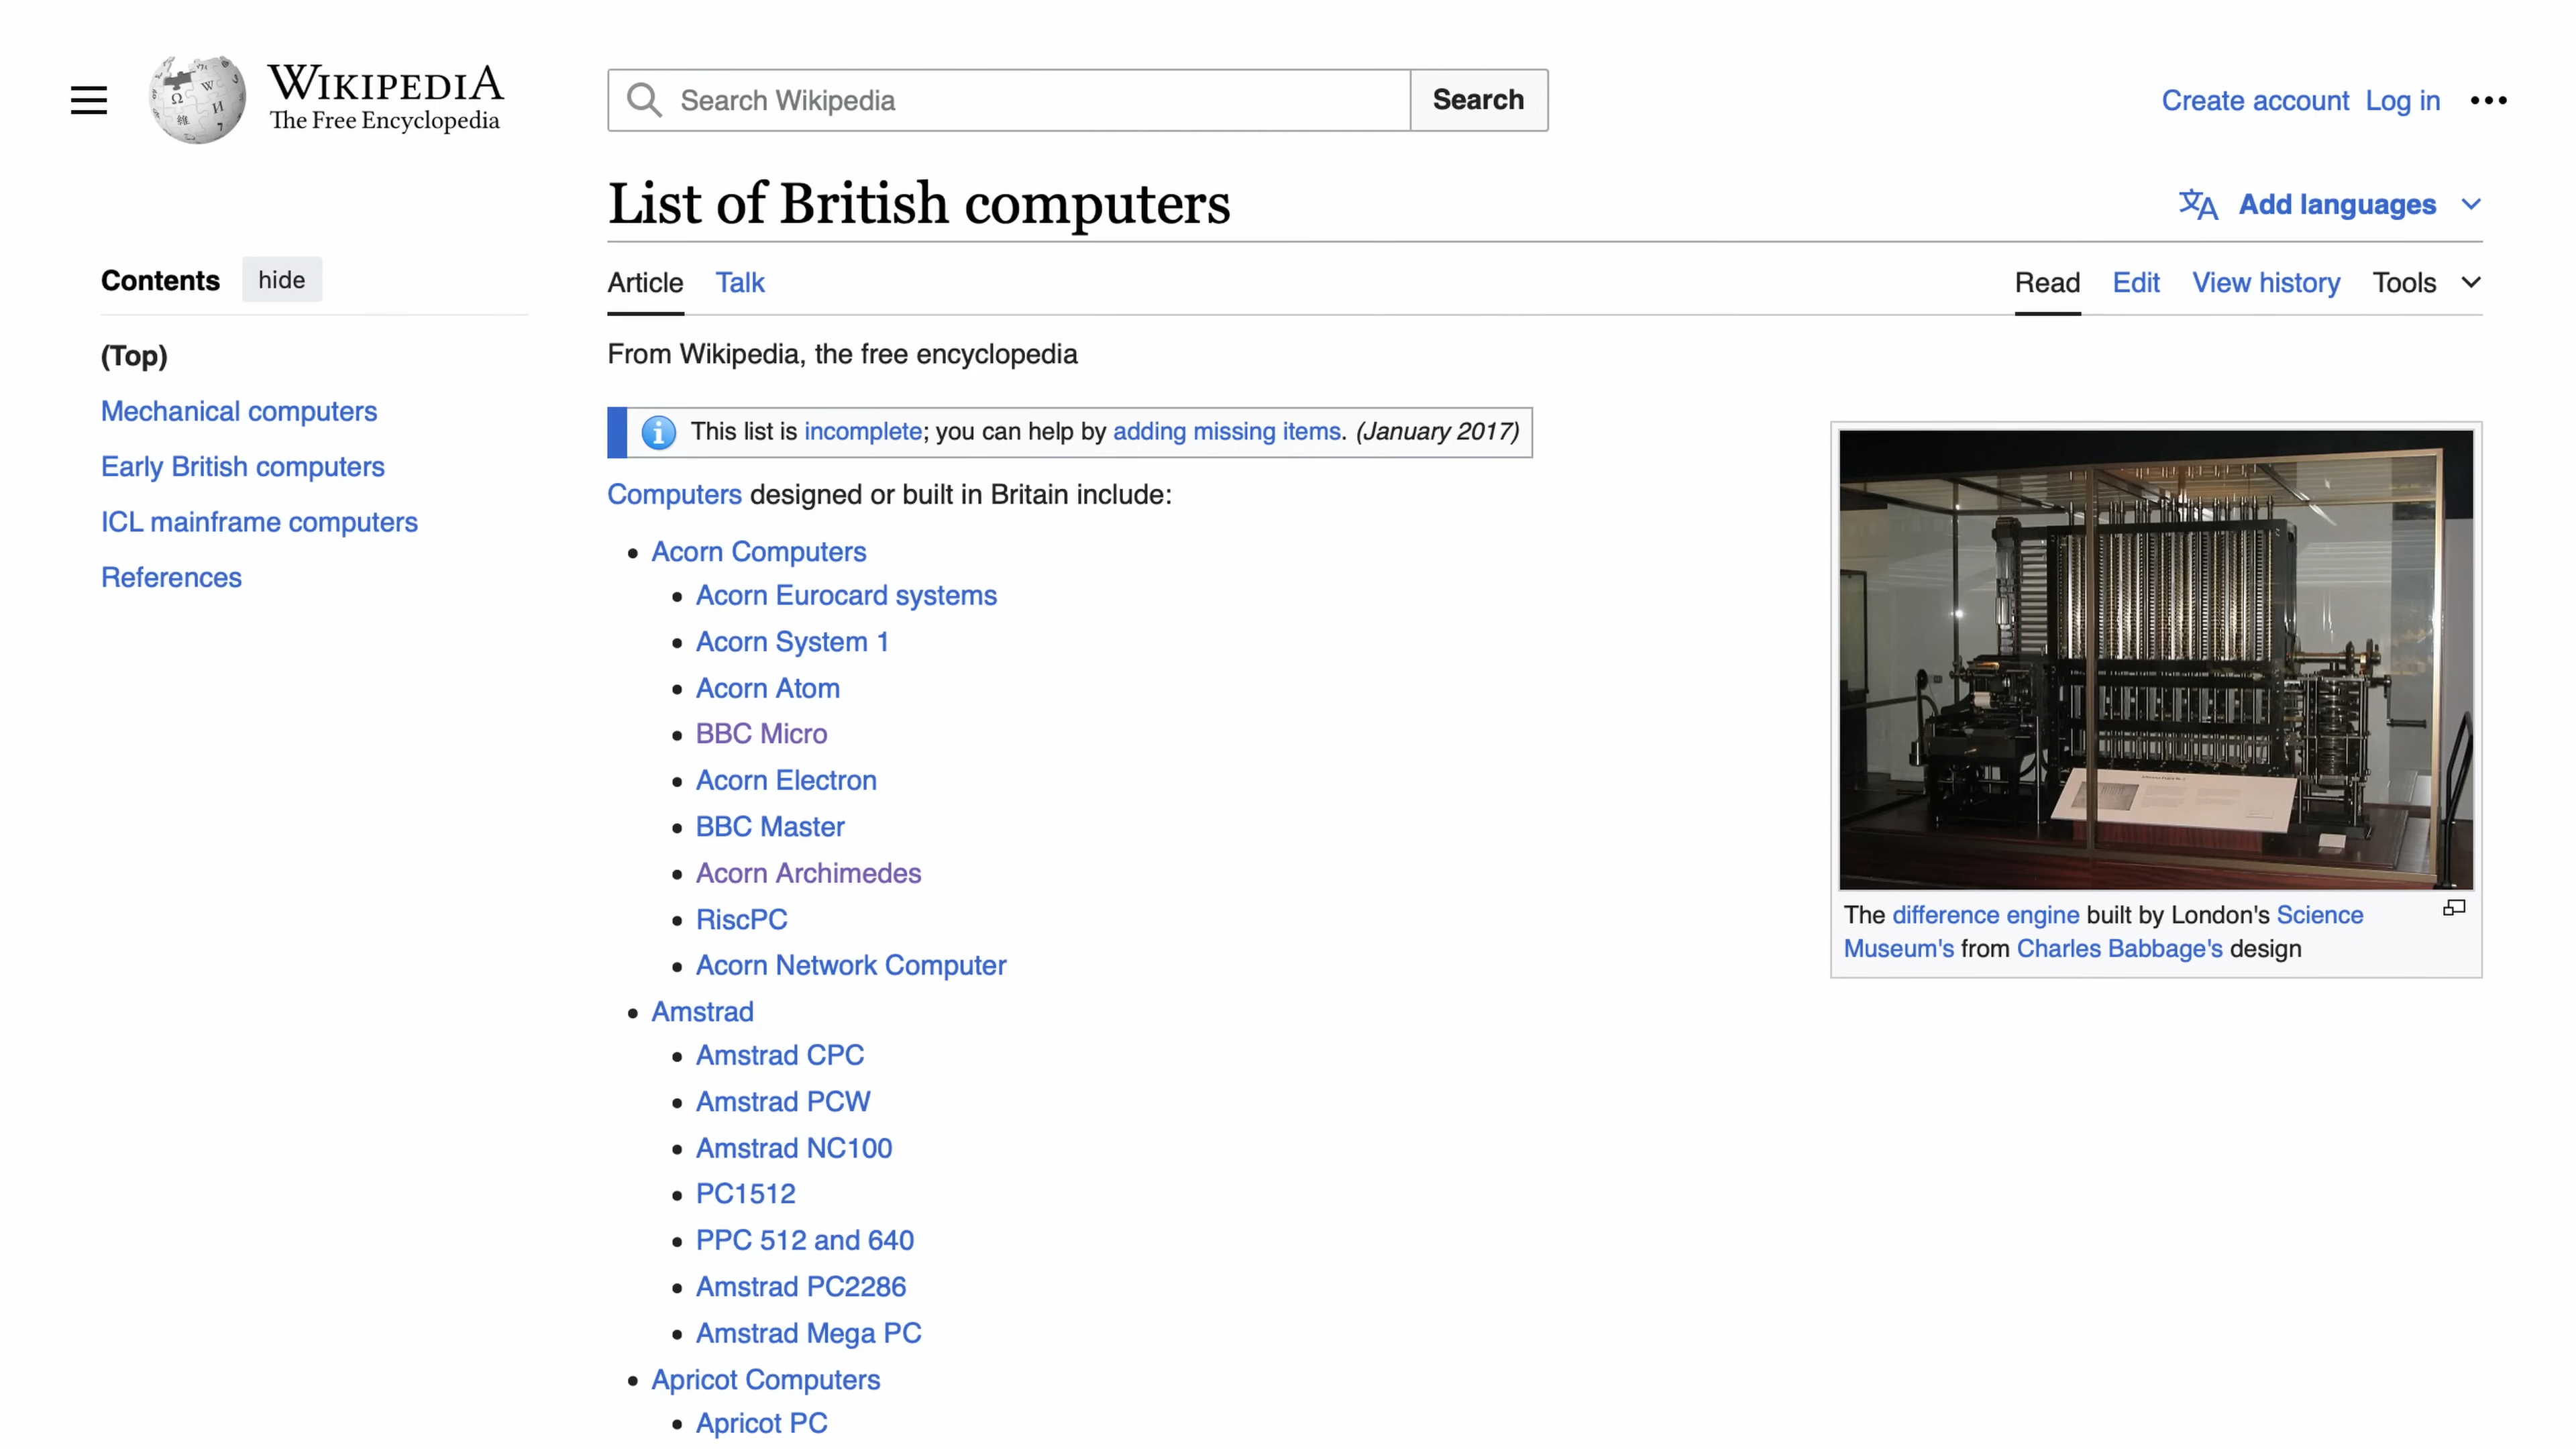 WIKIPEDIA
The Free Encyclopedia
Search Wikipedia
Search
Create account Log in
List of British computers
Add languages
Contents hide
(Top)
Mechanical computers
Early British computers
ICL mainframe computers
References
Article Talk
Read Edit View history Tools
From Wikipedia, the free encyclopedia
This list is incomplete; you can help by adding missing items. (January 2017)
Computers designed or built in Britain include:
Acorn Computers
Acorn Eurocard systems
Acorn System 1
Acorn Atom
BBC Micro
Acorn Electron
BBC Master
Acorn Archimedes
RiscPC
Acorn Network Computer
Amstrad
Amstrad CPC
Amstrad PCW
Amstrad NC100
PC1512
PPC 512 and 640
Amstrad PC2286
Amstrad Mega PC
Apricot Computers
Apricot PC
The difference engine built by London's Science
Museum's from Charles Babbage's design